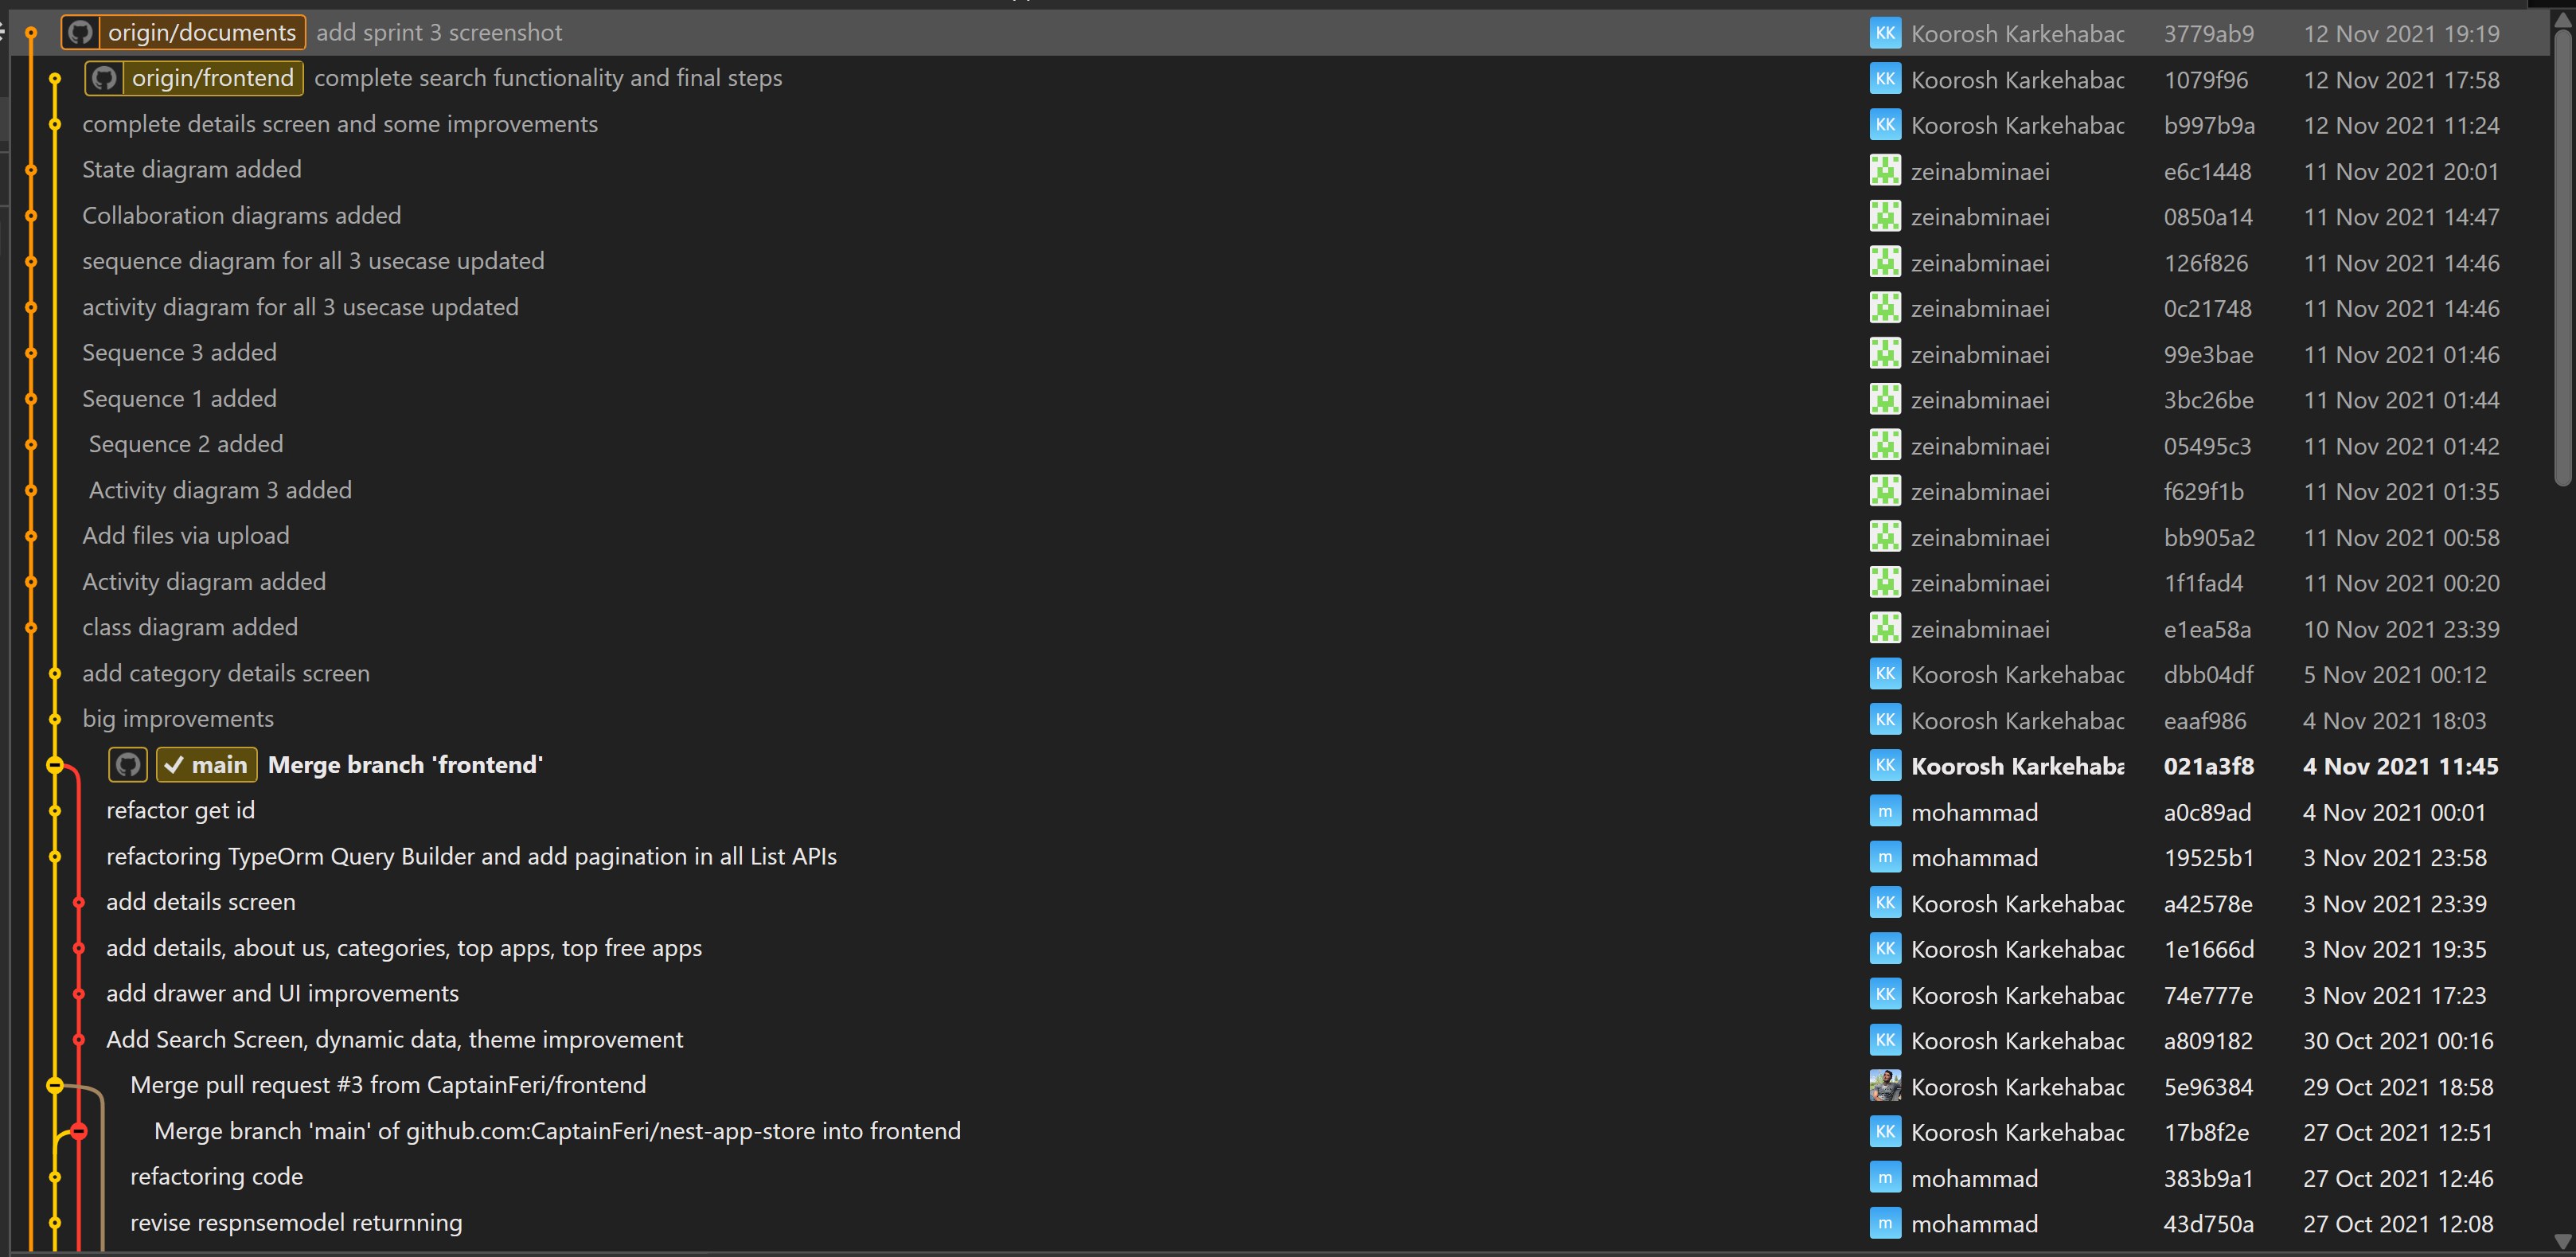 origin/documents add sprint 3 screenshot KK Koorosh Karkehabac 3779ab9 12 Nov 2021 19:19
origin/frontend complete search functionality and final steps KK Koorosh Karkehabac 1079f96 12 Nov 2021 17:58
complete details screen and some improvements KK Koorosh Karkehabac b997b9a 12 Nov 2021 11:24
State diagram added zeinabminaei e6c1448 11 Nov 2021 20:01
Collaboration diagrams added zeinabminaei 0850a14 11 Nov 2021 14:47
sequence diagram for all 3 usecase updated zeinabminaei 126f826 11 Nov 2021 14:46
activity diagram for all 3 usecase updated zeinabminaei 0c21748 11 Nov 2021 14:46
Sequence 3 added zeinabminaei 99e3bae 11 Nov 2021 01:46
Sequence 1 added zeinabminaei 3bc26be 11 Nov 2021 01:44
Sequence 2 added zeinabminaei 05495c3 11 Nov 2021 01:42
Activity diagram 3 added zeinabminaei f629f1b 11 Nov 2021 01:35
Add files via upload zeinabminaei bb905a2 11 Nov 2021 00:58
Activity diagram added zeinabminaei 1f1fad4 11 Nov 2021 00:20
class diagram added zeinabminaei e1ea58a 10 Nov 2021 23:39
add category details screen KK Koorosh Karkehabac dbb04df 5 Nov 2021 00:12
big improvements KK Koorosh Karkehabac eaaf986 4 Nov 2021 18:03
main Merge branch 'frontend' KK Koorosh Karkehaba 021a3f8 4 Nov 2021 11:45
refactor get id m mohammad a0c89ad 4 Nov 2021 00:01
refactoring TypeOrm Query Builder and add pagination in all List APIs m mohammad 19525b1 3 Nov 2021 23:58
add details screen KK Koorosh Karkehabac a42578e 3 Nov 2021 23:39
add details, about us, categories, top apps, top free apps KK Koorosh Karkehabac 1e1666d 3 Nov 2021 19:35
add drawer and UI improvements KK Koorosh Karkehabac 74e777e 3 Nov 2021 17:23
Add Search Screen, dynamic data, theme improvement KK Koorosh Karkehabac a809182 30 Oct 2021 00:16
Merge pull request #3 from CaptainFeri/frontend Koorosh Karkehabac 5e96384 29 Oct 2021 18:58
Merge branch 'main' of github.com:CaptainFeri/nest-app-store into frontend KK Koorosh Karkehabac 17b8f2e 27 Oct 2021 12:51
refactoring code m mohammad 383b9a1 27 Oct 2021 12:46
revise respnsemodel returnning m mohammad 43d750a 27 Oct 2021 12:08